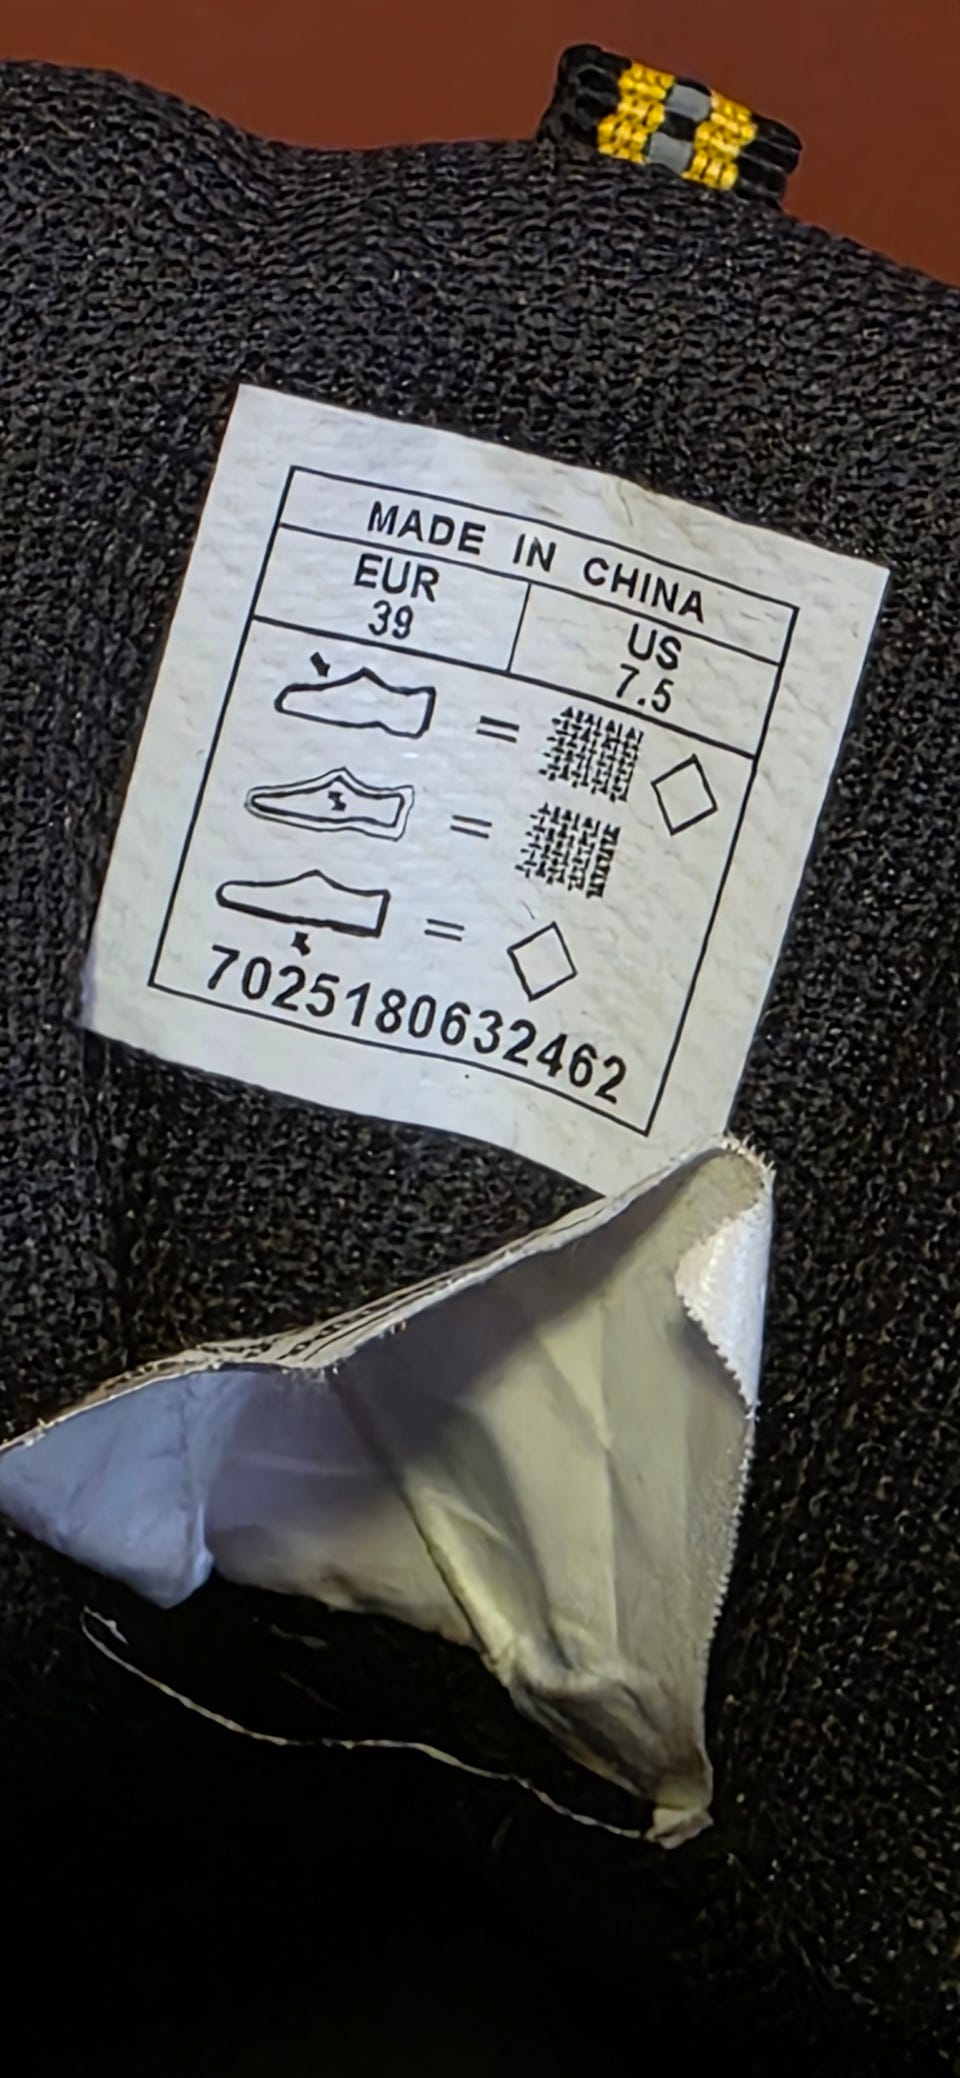 MADE IN CHINA
EUR
39
US
7.5
=
=
=
7025180632462